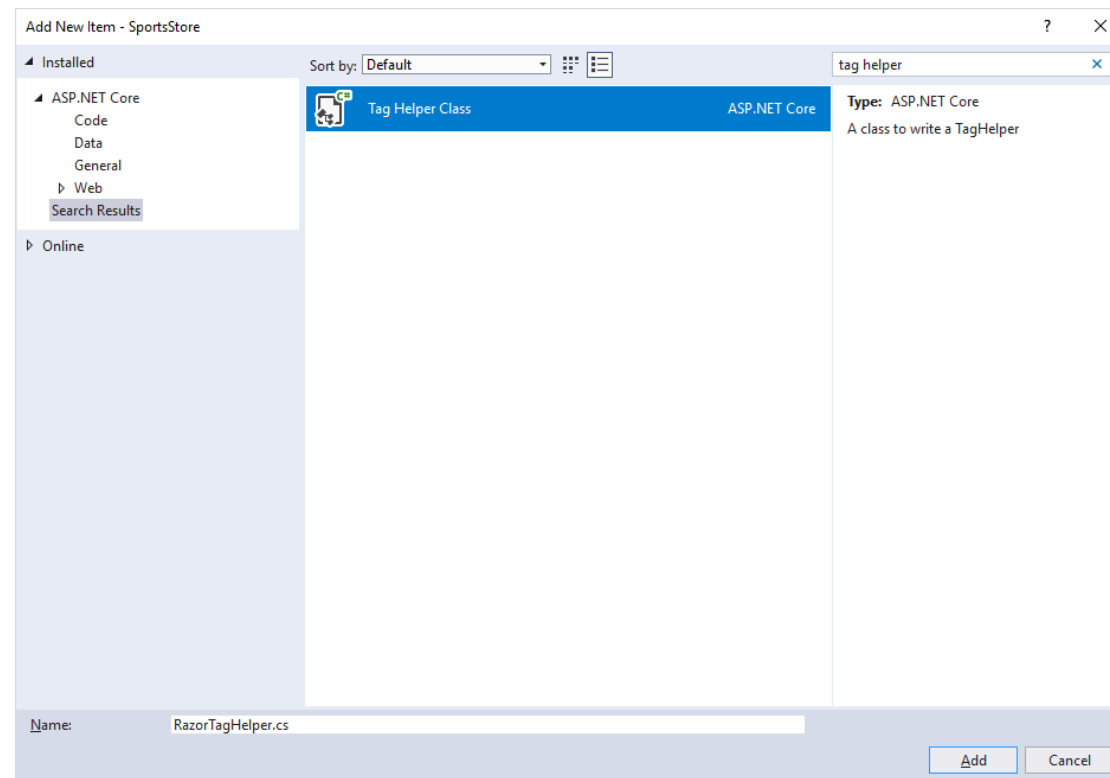 Add New Item - SportsStore
?
Installed
Sort by: Default
tag helper
ASP.NET Core
Code
Data
General
Web
Search Results
Online
C#
Tag Helper Class ASP.NET Core
Type: ASP.NET Core
A class to write a TagHelper
Name: RazorTagHelper.cs
Add Cancel